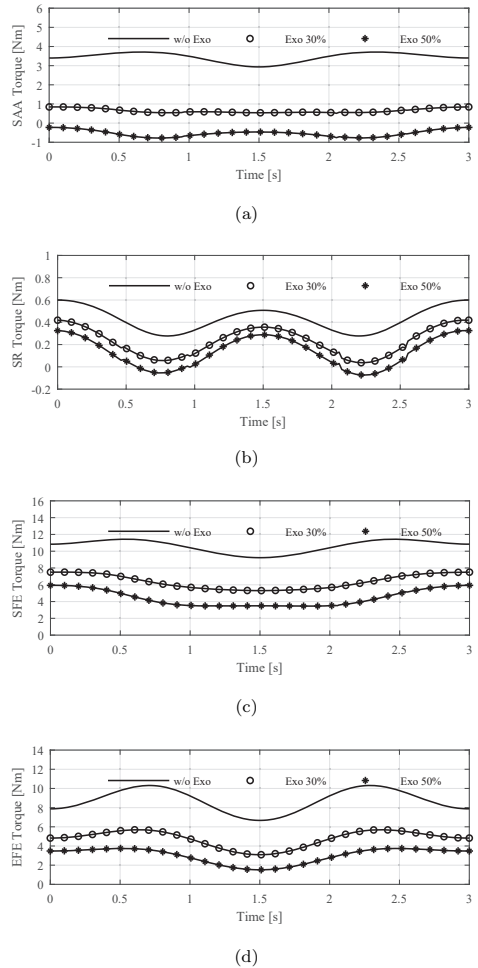 6
5
4
3
2
1
0
-1
SAA Torque [Nm]
w/o Exo Exo 30% Exo 50%
0 0.5 1 1.5 2 2.5 3
Time [s]
(a)
1
0.8
0.6
0.4
0.2
0
-0.2
SR Torque [Nm]
w/o Exo Exo 30% Exo 50%
0 0.5 1 1.5 2 2.5 3
Time [s]
(b)
16
14
12
10
8
6
4
2
0
SFE Torque [Nm]
w/o Exo Exo 30% Exo 50%
0 0.5 1 1.5 2 2.5 3
Time [s]
(c)
14
12
10
8
6
4
2
0
EFE Torque [Nm]
w/o Exo Exo 30% Exo 50%
0 0.5 1 1.5 2 2.5 3
Time [s]
(d)